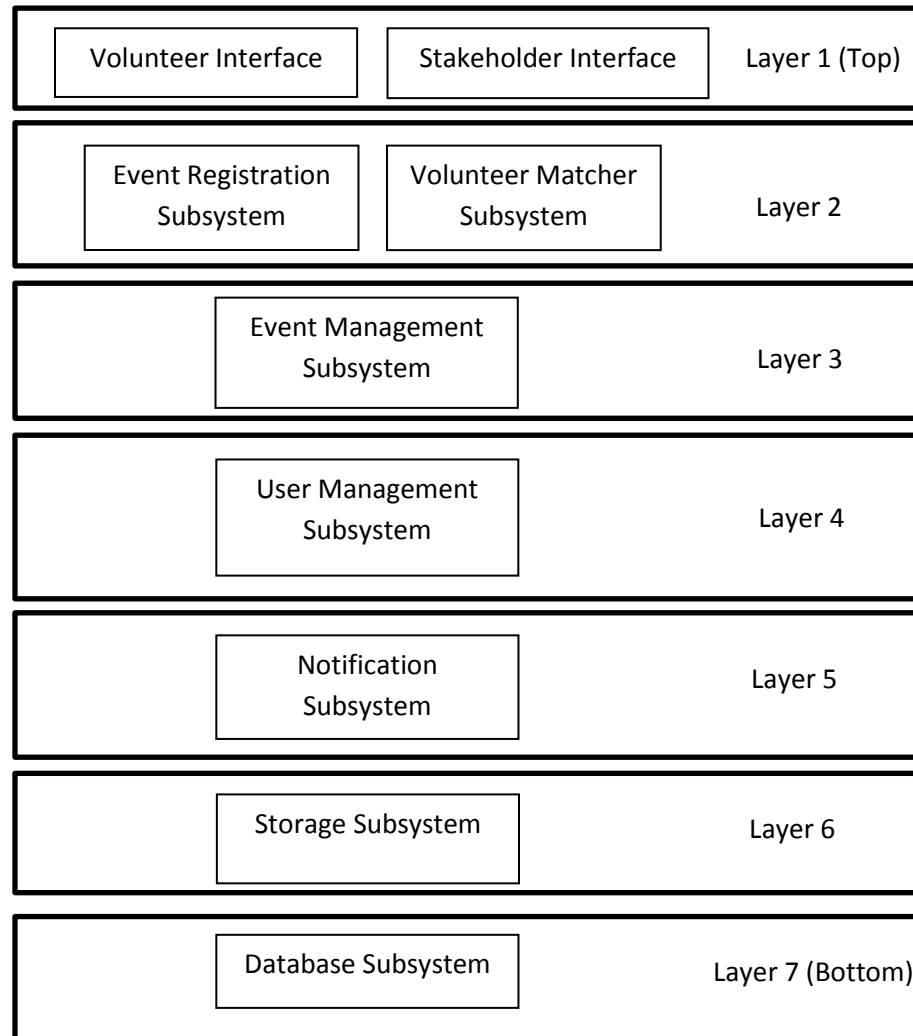 Volunteer Interface
Stakeholder Interface
Layer 1 (Top)
Event Registration
Subsystem
Volunteer Matcher
Subsystem
Layer 2
Event Management
Subsystem
Layer 3
User Management
Subsystem
Layer 4
Notification
Subsystem
Layer 5
Storage Subsystem
Layer 6
Database Subsystem
Layer 7 (Bottom)